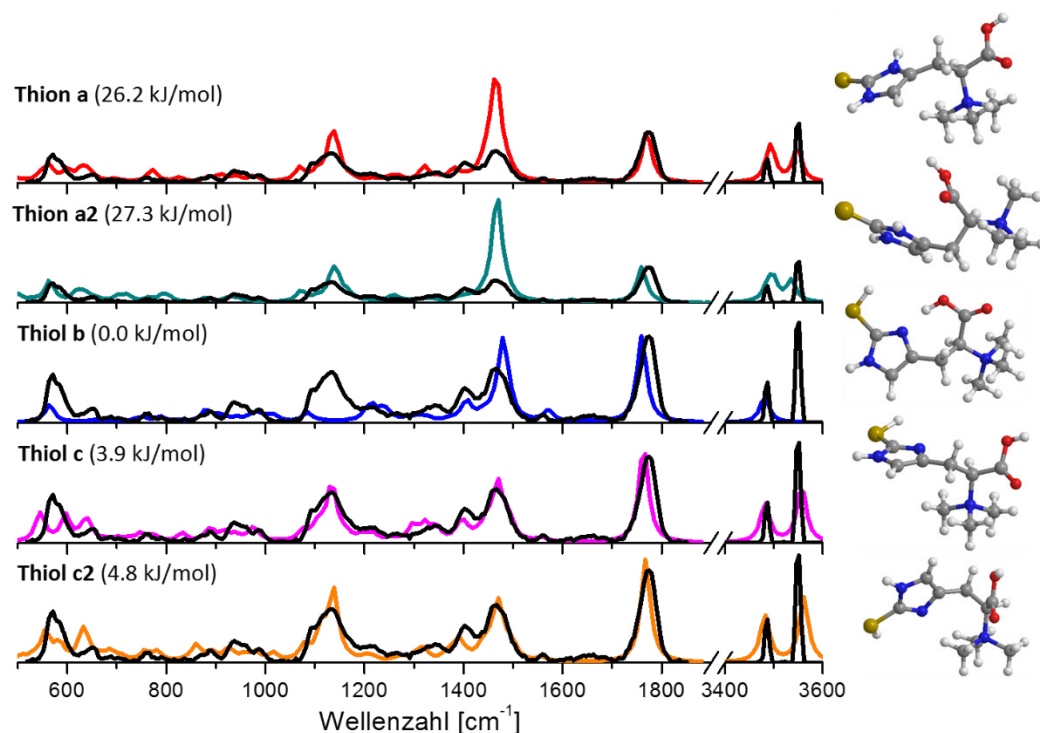 Thion a (26.2 kJ/mol)
Thion a2 (27.3 kJ/mol)
Thiol b (0.0 kJ/mol)
Thiol c (3.9 kJ/mol)
Thiol c2 (4.8 kJ/mol)
600 800 1000 1200 1400 1600 1800 3400 3600
Wellenzahl [cm⁻¹]